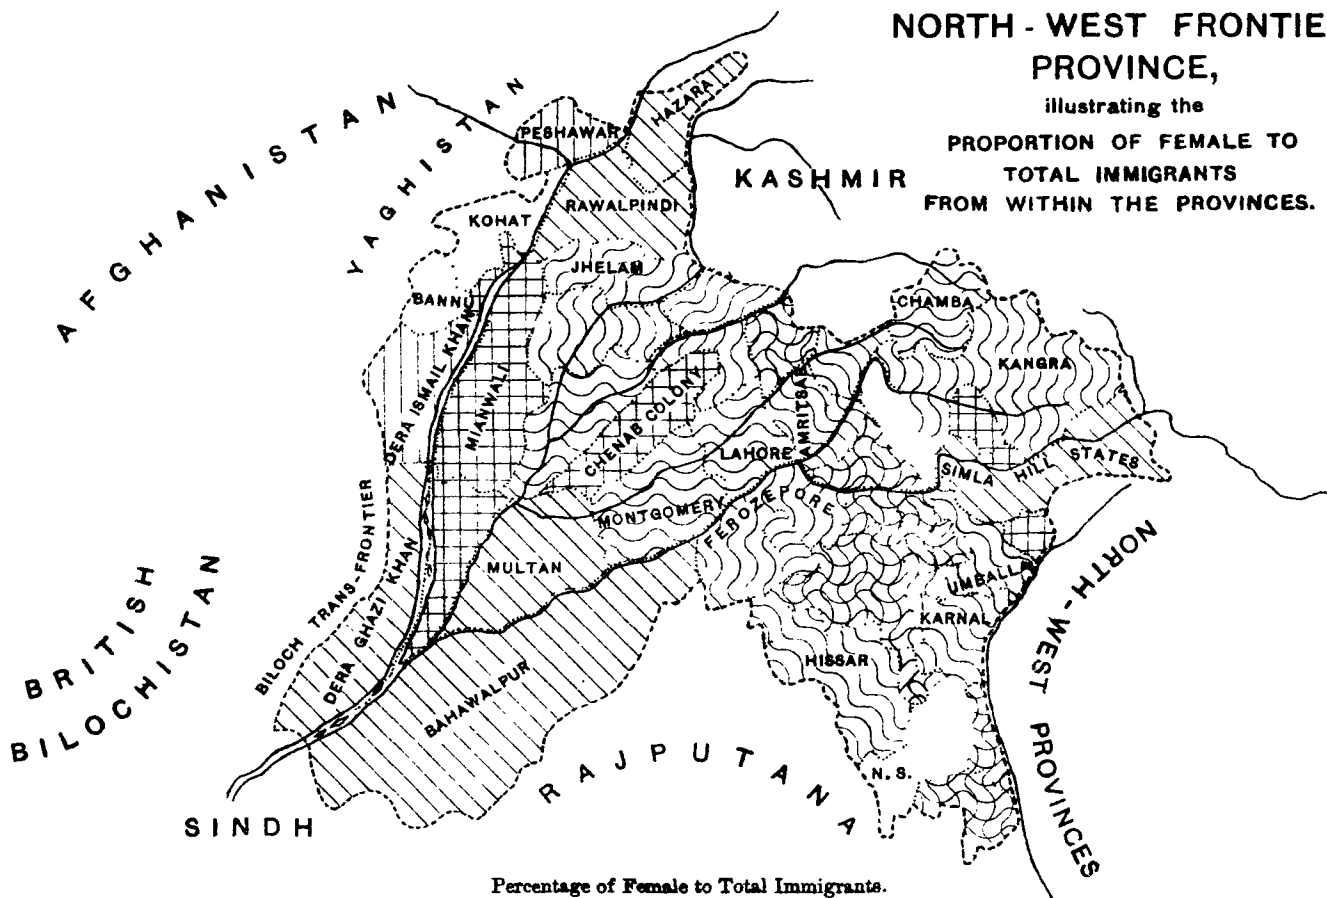 NORTH - WEST FRONTIE
PROVINCE,
illustrating the
PROPORTION OF FEMALE TO
TOTAL IMMIGRANTS
FROM WITHIN THE PROVINCES.
AFGHANISTAN
YAGHISTAN
PESHAWAR
HAZARA
KASHMIR
KOHAT
RAWALPINDI
JHELAM
BANNU
CHAMBA
DERA ISMAIL KHAN
MIANWALI
KANGRA
CHENAB COLONY
AMRITSAR
LAHORE
SIMLA HILL STATES
MONTGOMERY
FEROZEPORE
BILOCH TRANS-FRONTIER
DERA GHAZI KHAN
MULTAN
UMBALLA
KARNAL
NORTH-WEST PROVINCES
BRITISH
BILOCHISTAN
HISSAR
BAHAWALPUR
RAJPUTANA
N. S.
SINDH
Percentage of Female to Total Immigrants.